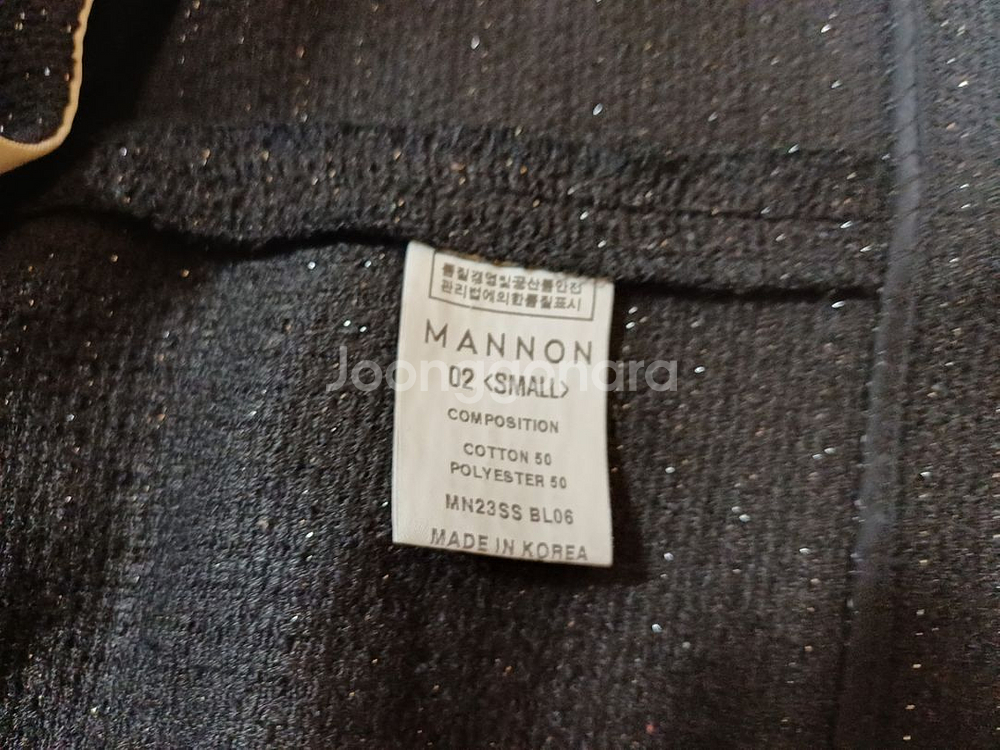 품질경영및공산품안전
관리법에의한품질표시
MANNON
Joonggonara
02 <SMALL>
COMPOSITION
COTTON 50
POLYESTER 50
MN23SS BL06
MADE IN KOREA